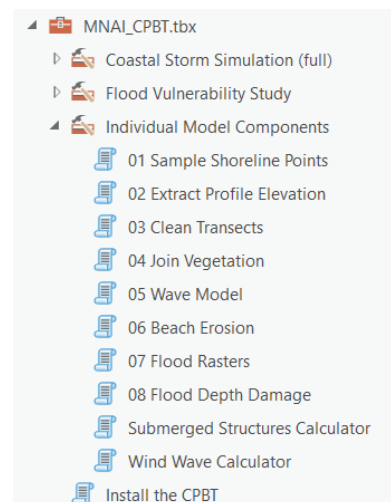 MNAI_CPBT.tbx
Coastal Storm Simulation (full)
Flood Vulnerability Study
Individual Model Components
01 Sample Shoreline Points
02 Extract Profile Elevation
03 Clean Transects
04 Join Vegetation
05 Wave Model
06 Beach Erosion
07 Flood Rasters
08 Flood Depth Damage
Submerged Structures Calculator
Wind Wave Calculator
Install the CPBT